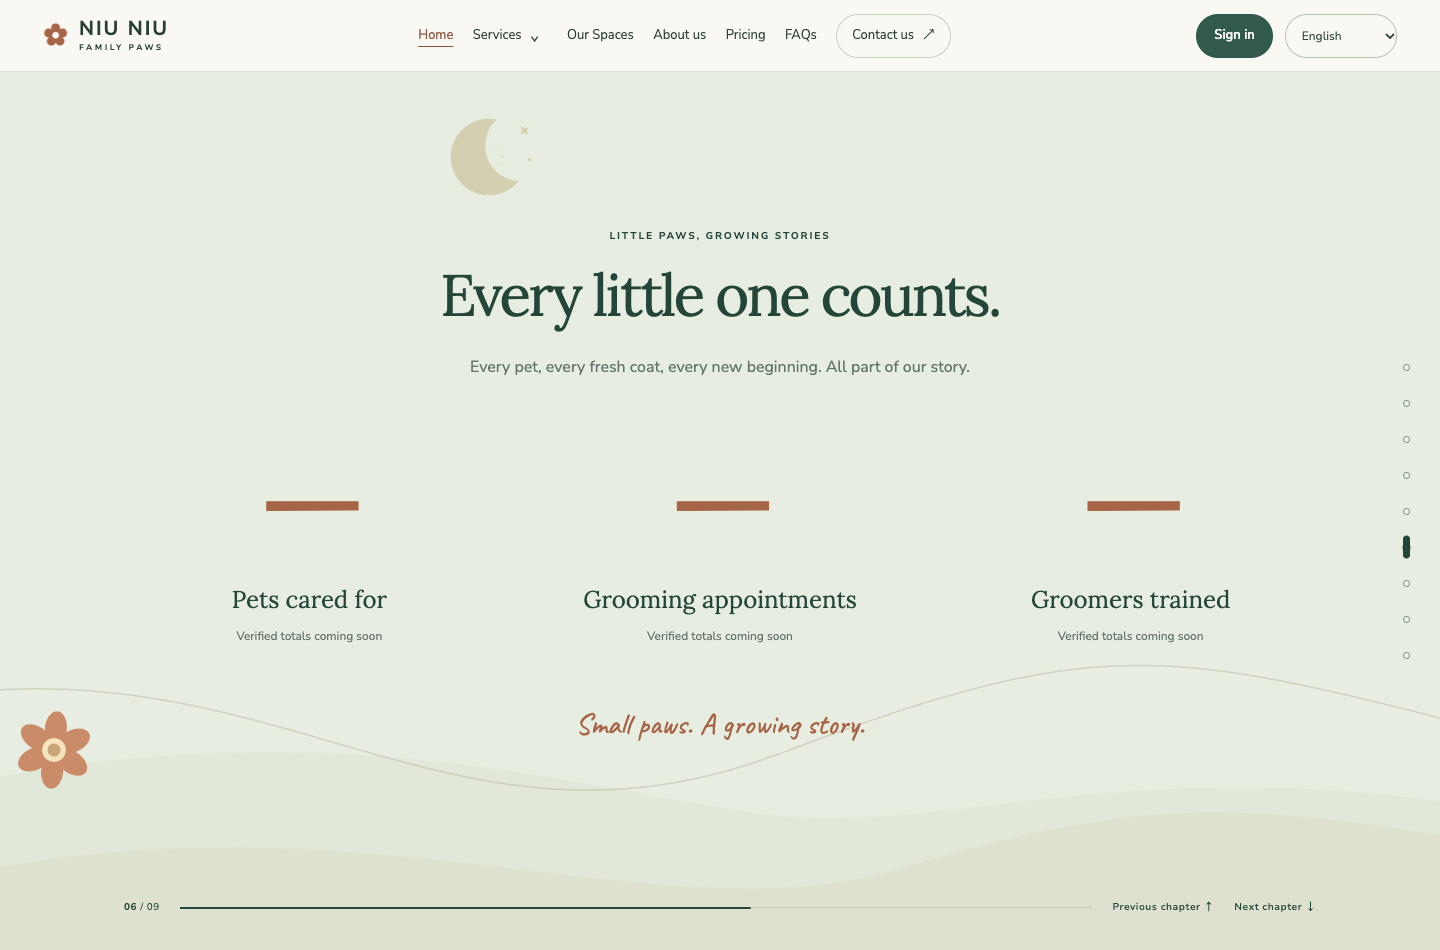 NIU NIU
FAMILY PAWS
Home
Services
Our Spaces
About us
Pricing
FAQs
Contact us ↗
Sign in
English
LITTLE PAWS, GROWING STORIES
Every little one counts.
Every pet, every fresh coat, every new beginning. All part of our story.
—
Pets cared for
Verified totals coming soon
—
Grooming appointments
Verified totals coming soon
—
Groomers trained
Verified totals coming soon
Small paws. A growing story.
06 / 09
Previous chapter ↑
Next chapter ↓